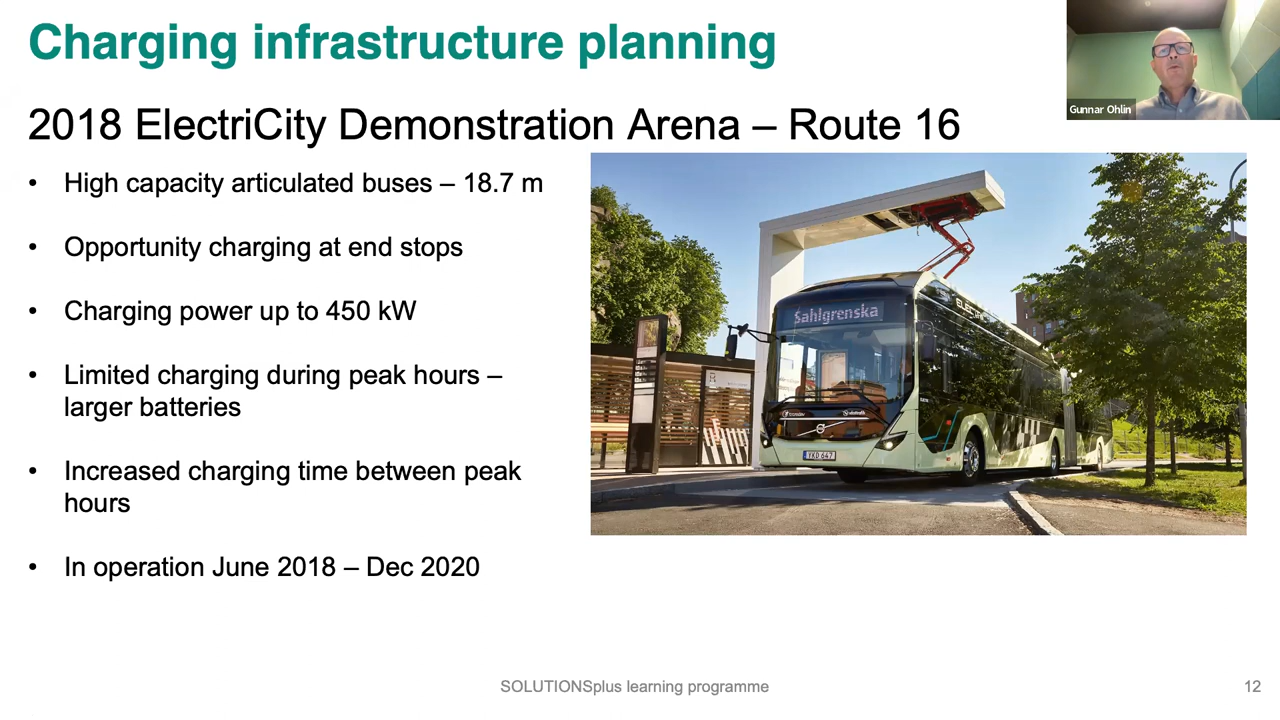 Charging infrastructure planning
Gunnar Ohlin
2018 ElectriCity Demonstration Arena – Route 16
• High capacity articulated buses – 18.7 m
• Opportunity charging at end stops
• Charging power up to 450 kW
• Limited charging during peak hours –
larger batteries
• Increased charging time between peak
hours
• In operation June 2018 – Dec 2020
Sahlgrenska
SOLUTIONSplus learning programme
12